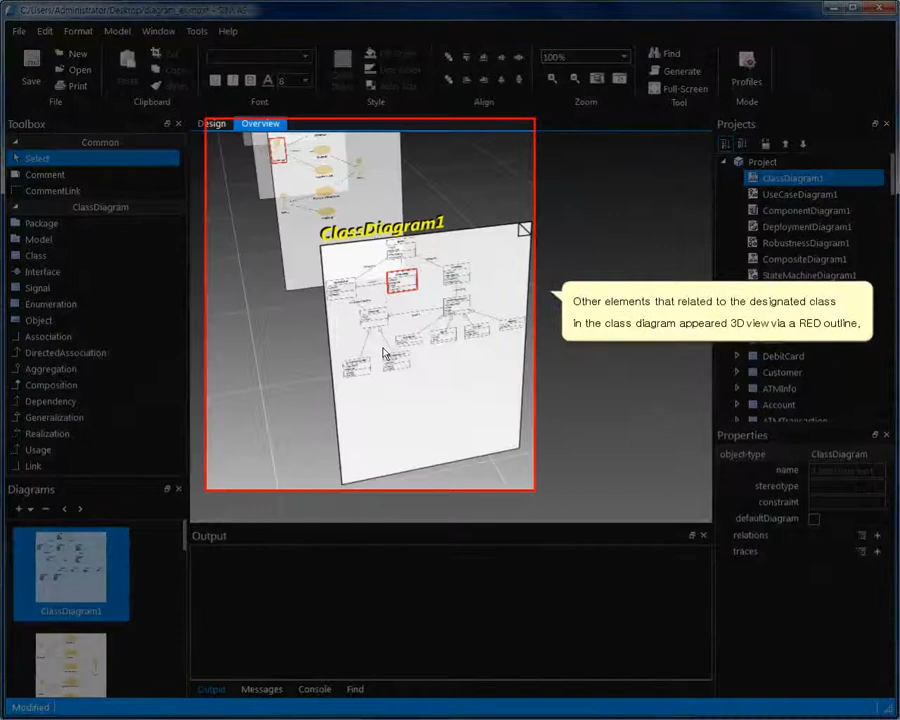 File Edit Format Model Window Tools Help
Save
New
Open
Print
File
Clipboard
8
Font
Style
Align
100%
Zoom
Find
Generate
Full-Screen
Tool
Profiles
Mode
Toolbox
Common
Select
Comment
CommentLink
ClassDiagram
Package
Model
Class
Interface
Signal
Enumeration
Object
Association
DirectedAssociation
Aggregation
Composition
Dependency
Generalization
Realization
Usage
Link
Diagrams
ClassDiagram1
Design Overview
ClassDiagram1
Other elements that related to the designated class
in the class diagram appeared 3D view via a RED outline.
Output
Output Messages Console Find
Projects
Project
ClassDiagram1
UseCaseDiagram1
ComponentDiagram1
DeploymentDiagram1
RobustnessDiagram1
CompositeDiagram1
StateMachineDiagram1
DebitCard
Customer
ATMInfo
Account
ATMTransaction
Properties
object-type ClassDiagram
name
stereotype
constraint
defaultDiagram
relations
traces
Modified